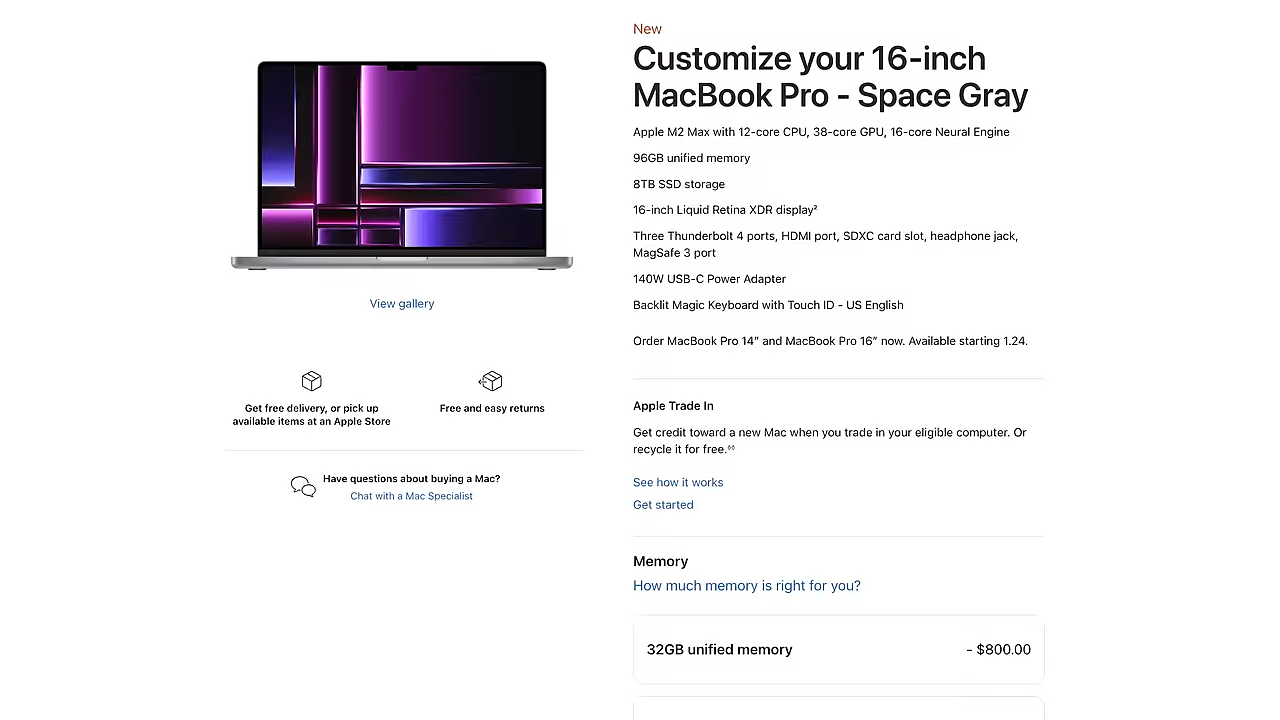 New
Customize your 16-inch
MacBook Pro - Space Gray
Apple M2 Max with 12-core CPU, 38-core GPU, 16-core Neural Engine
96GB unified memory
8TB SSD storage
16-inch Liquid Retina XDR display²
Three Thunderbolt 4 ports, HDMI port, SDXC card slot, headphone jack,
MagSafe 3 port
140W USB-C Power Adapter
Backlit Magic Keyboard with Touch ID - US English
Order MacBook Pro 14″ and MacBook Pro 16″ now. Available starting 1.24.
View gallery
Get free delivery, or pick up
available items at an Apple Store
Free and easy returns
Have questions about buying a Mac?
Chat with a Mac Specialist
Apple Trade In
Get credit toward a new Mac when you trade in your eligible computer. Or
recycle it for free.◊◊
See how it works
Get started
Memory
How much memory is right for you?
32GB unified memory
- $800.00